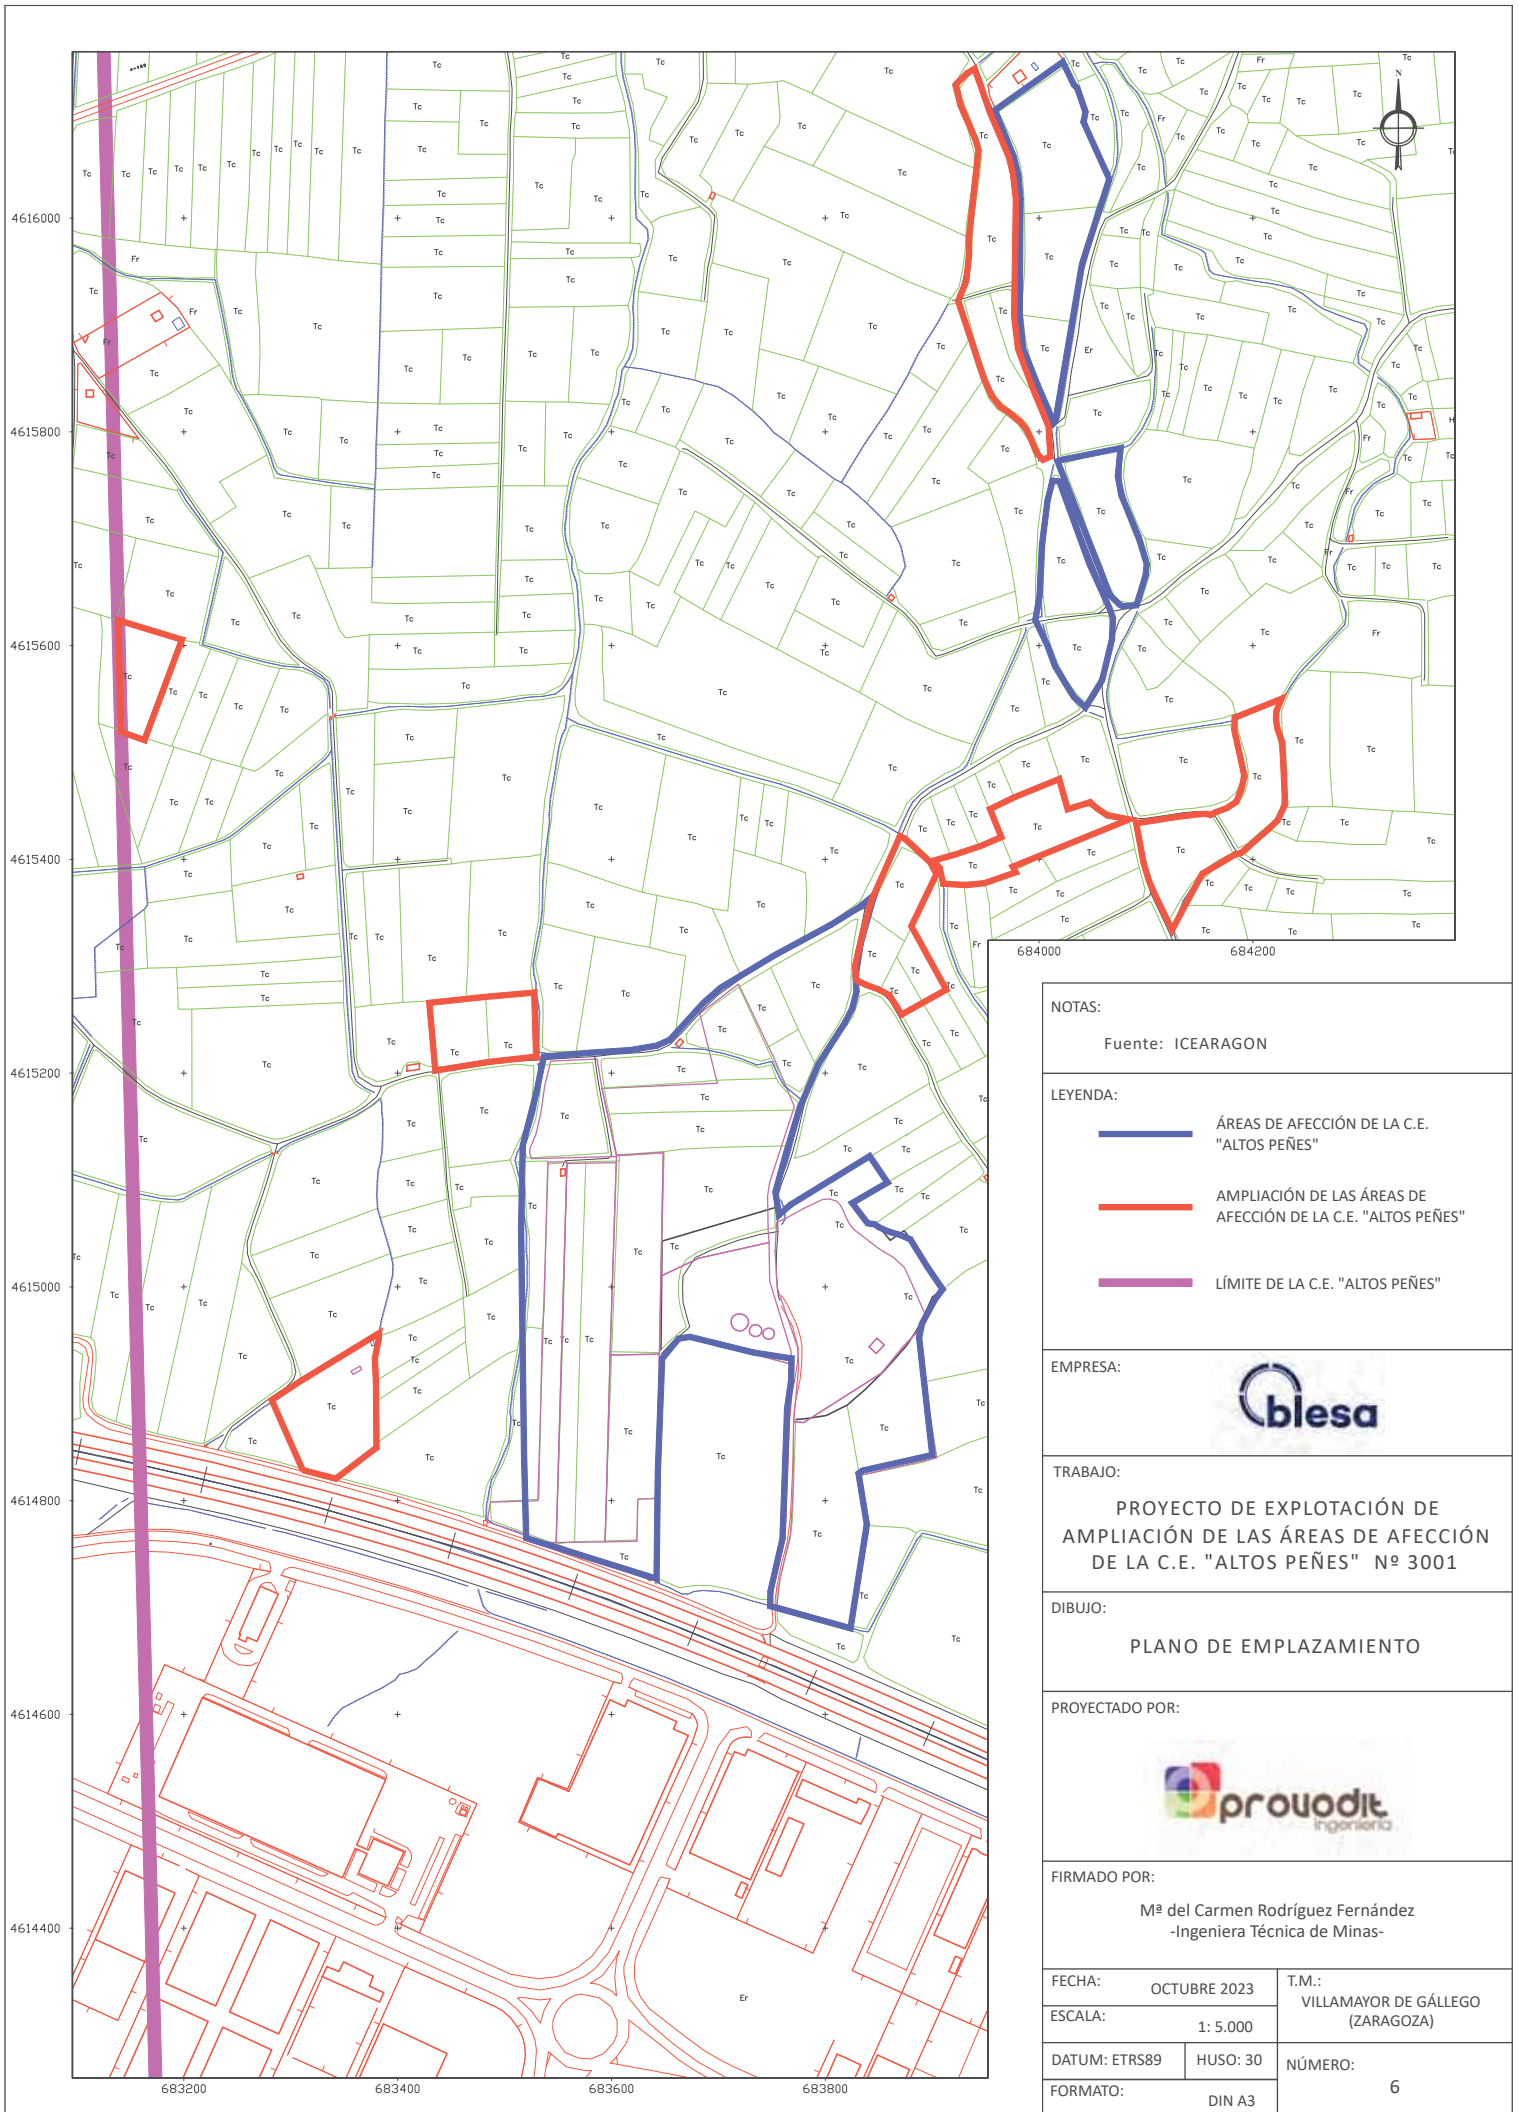 N
4616000
4615800
4615600
4615400
4615200
4615000
4614800
4614600
4614400
683200
683400
683600
683800
684000
684200
Tc
Fr
Er
NOTAS:
Fuente: ICEARAGON
LEYENDA:
ÁREAS DE AFECCIÓN DE LA C.E.
"ALTOS PEÑES"
AMPLIACIÓN DE LAS ÁREAS DE
AFECCIÓN DE LA C.E. "ALTOS PEÑES"
LÍMITE DE LA C.E. "ALTOS PEÑES"
EMPRESA:
blesa
TRABAJO:
PROYECTO DE EXPLOTACIÓN DE
AMPLIACIÓN DE LAS ÁREAS DE AFECCIÓN
DE LA C.E. "ALTOS PEÑES" Nº 3001
DIBUJO:
PLANO DE EMPLAZAMIENTO
PROYECTADO POR:
provodit
ingeniería
FIRMADO POR:
Mª del Carmen Rodríguez Fernández
-Ingeniera Técnica de Minas-
FECHA:
OCTUBRE 2023
T.M.:
VILLAMAYOR DE GÁLLEGO
(ZARAGOZA)
ESCALA:
1: 5.000
DATUM: ETRS89
HUSO: 30
NÚMERO:
6
FORMATO:
DIN A3